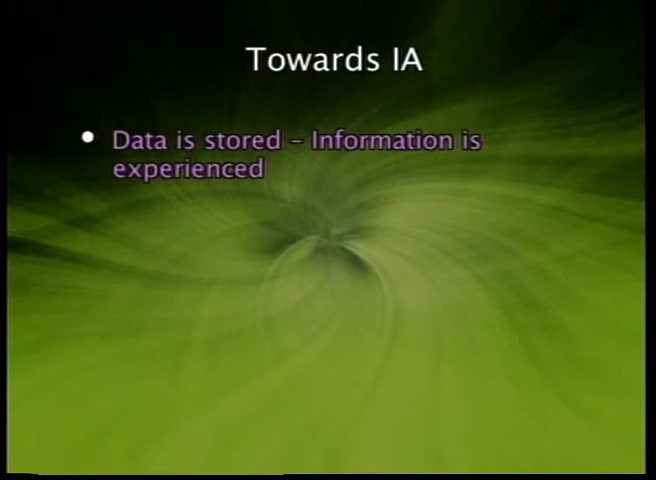 Towards IA
• Data is stored – Information is
experienced